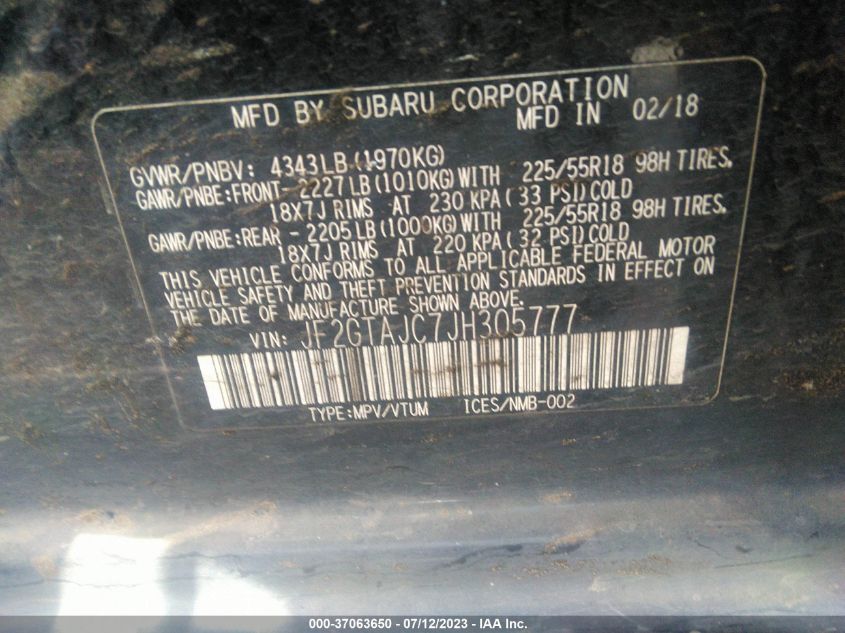 MFD BY SUBARU CORPORATION
MFD IN 02/18
GVWR/PNBV: 4343LB(1970KG)
GAWR/PNBE:FRONT-2227LB(1010KG)WITH 225/55R18 98H TIRES,
18X7J RIMS AT 230 KPA(33 PSI)COLD
GAWR/PNBE:REAR -2205LB(1000KG)WITH 225/55R18 98H TIRES,
18X7J RIMS AT 220 KPA(32 PSI)COLD
THIS VEHICLE CONFORMS TO ALL APPLICABLE FEDERAL MOTOR
VEHICLE SAFETY AND THEFT PREVENTION STANDARDS IN EFFECT ON
THE DATE OF MANUFACTURE SHOWN ABOVE.
VIN: JF2GTAJC7JH305777
TYPE:MPV/VTUM ICES/NMB-002
000-37063650 - 07/12/2023 - IAA Inc.